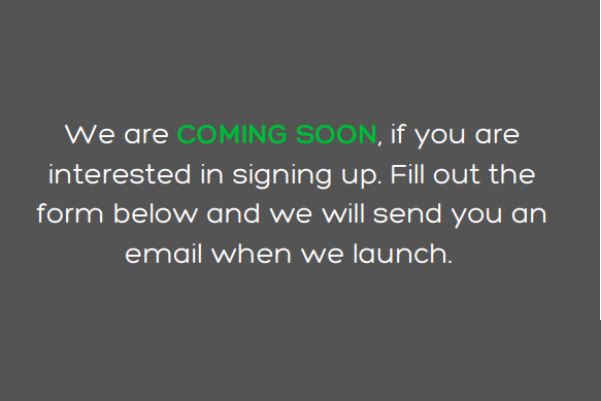 We are COMING SOON, if you are
interested in signing up. Fill out the
form below and we will send you an
email when we launch.